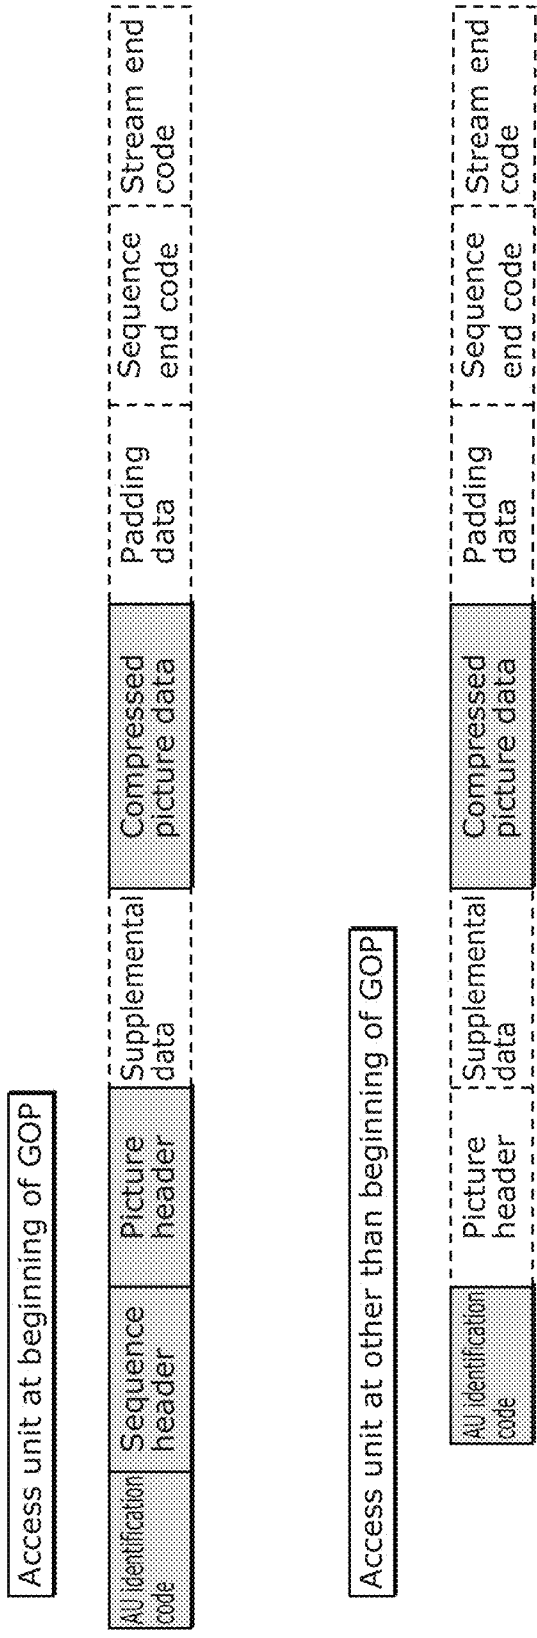 Access unit at beginning of GOP
AU identification
code
Sequence
header
Picture
header
Supplemental
data
Compressed
picture data
Padding
data
Sequence
end code
Stream end
code
Access unit at other than beginning of GOP
AU identification
code
Picture
header
Supplemental
data
Compressed
picture data
Padding
data
Sequence
end code
Stream end
code